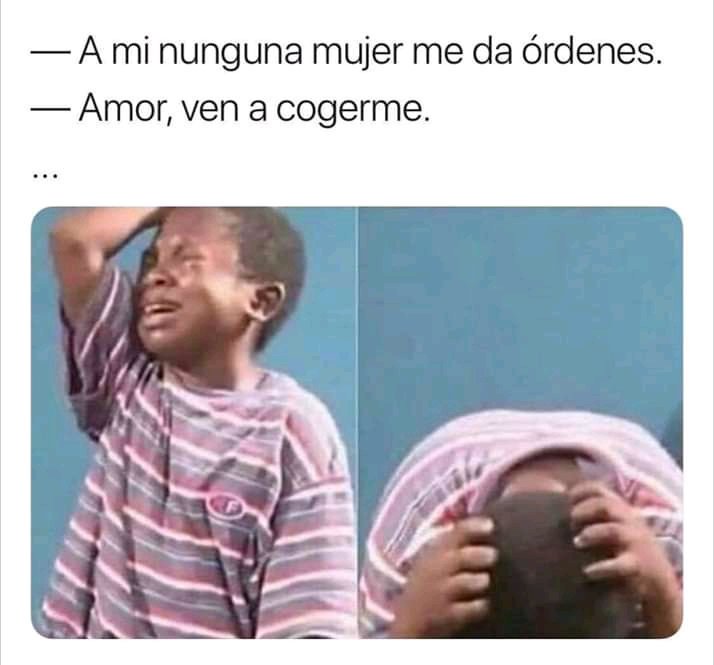 — A mi nunguna mujer me da órdenes.
— Amor, ven a cogerme.
...